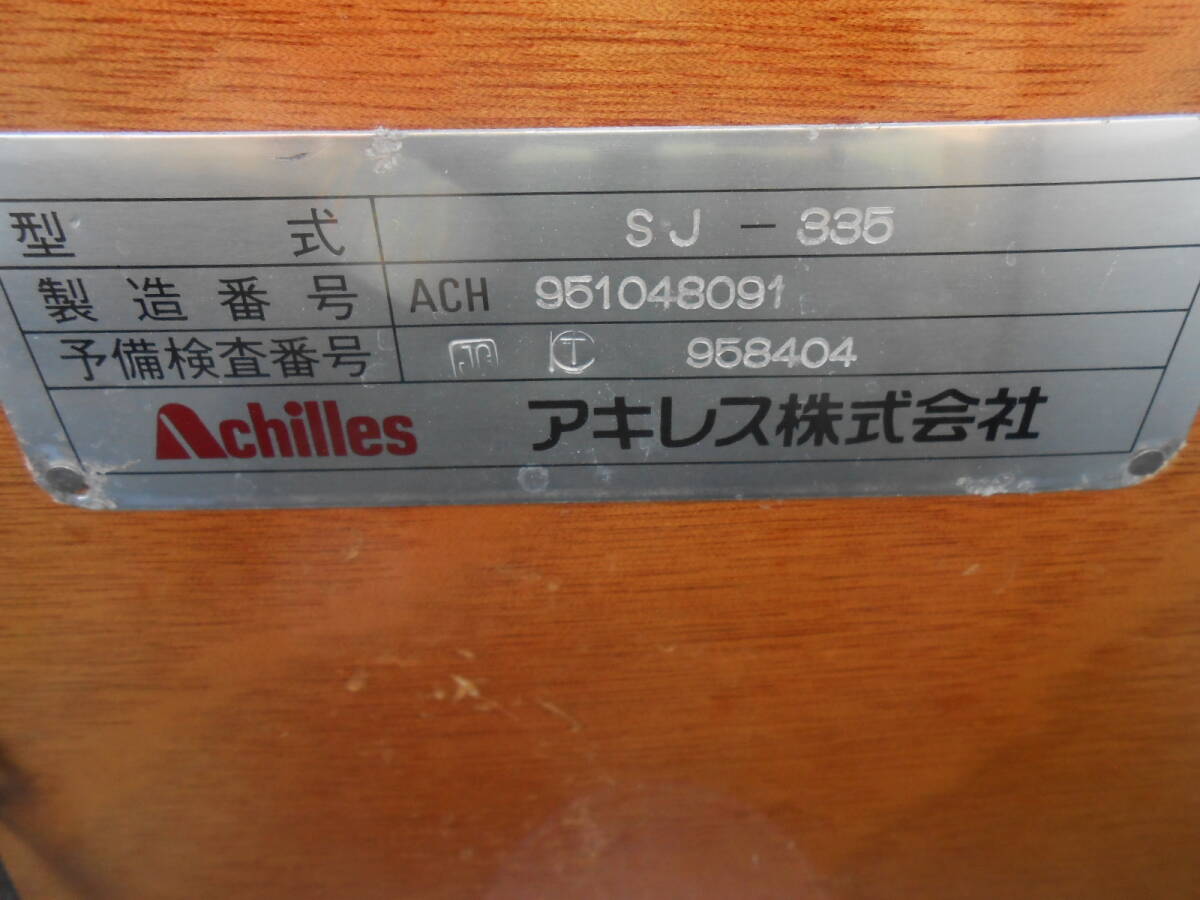 型式 SJ-335
製造番号 ACH 951048091
予備検査番号 JCI 958404
Achilles アキレス株式会社